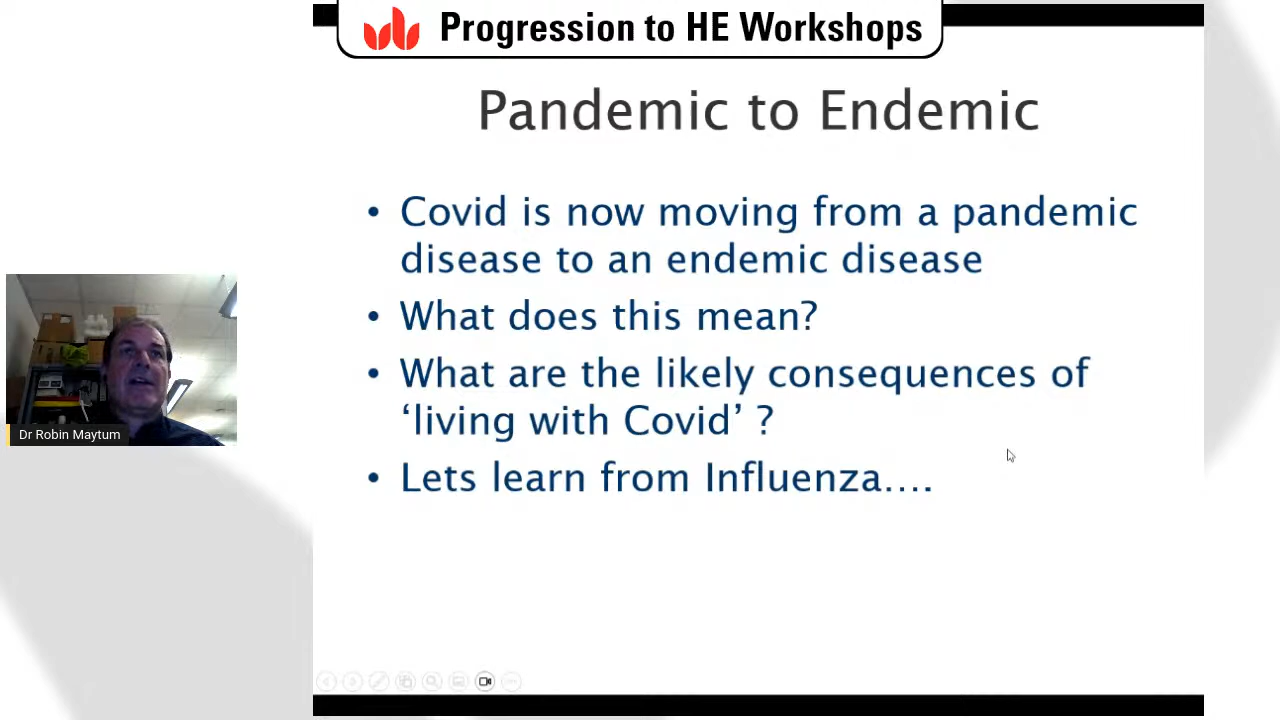 Progression to HE Workshops
Pandemic to Endemic
• Covid is now moving from a pandemic
disease to an endemic disease
• What does this mean?
• What are the likely consequences of
‘living with Covid’ ?
• Lets learn from Influenza….
Dr Robin Maytum